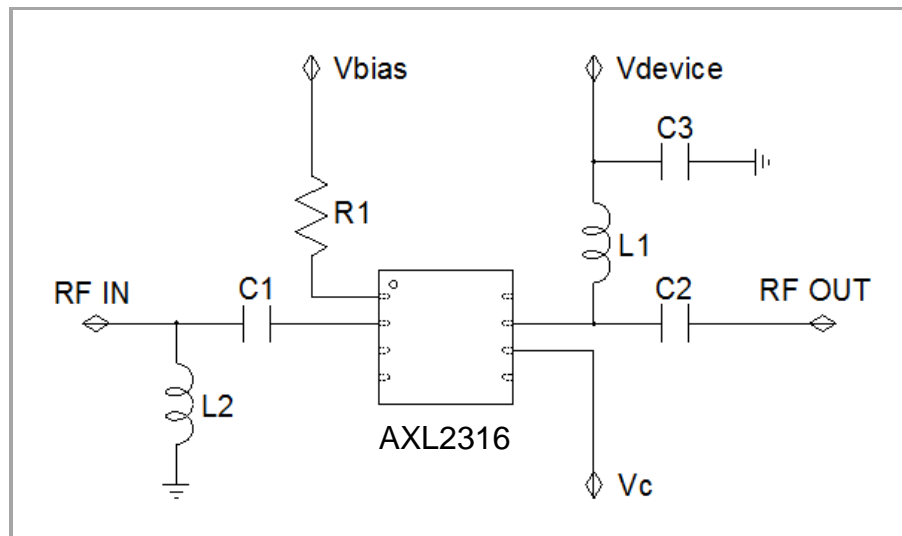 Vbias
Vdevice
C3
R1
L1
RF IN
C1
C2
RF OUT
L2
AXL2316
Vc